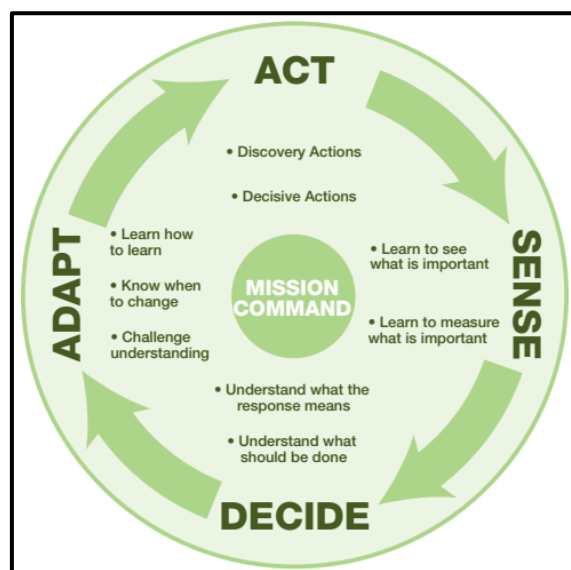 ACT
• Discovery Actions
• Decisive Actions
SENSE
• Learn to see
what is important
• Learn to measure
what is important
DECIDE
• Understand what the
response means
• Understand what
should be done
ADAPT
• Learn how
to learn
• Know when
to change
• Challenge
understanding
MISSION
COMMAND